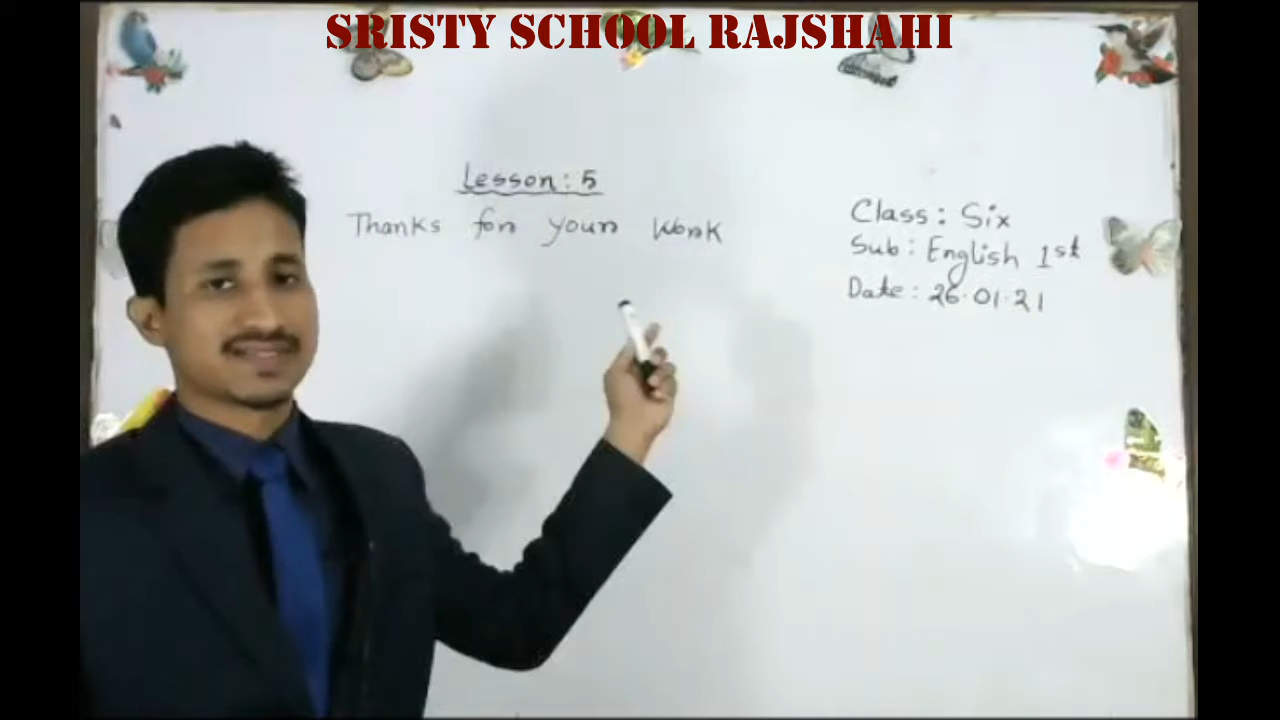 SRISTY SCHOOL RAJSHAHI
Lesson: 5
Thanks for your work
Class: Six
Sub: English 1st
Date: 26.01.21